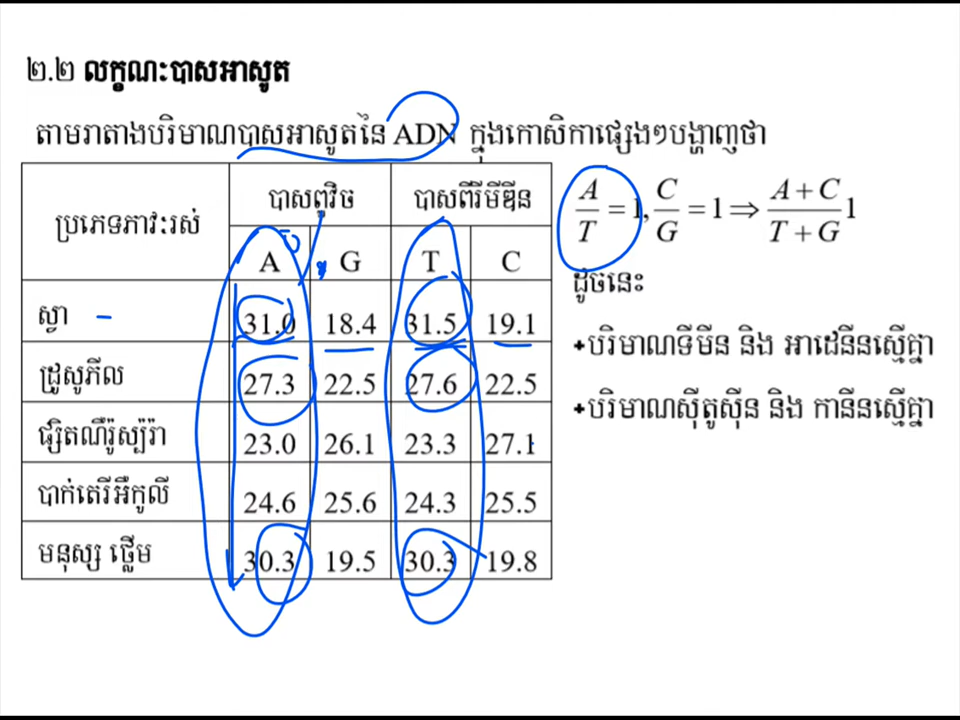 ២.២ លក្ខណៈបាសអាសូត
តាមរាតាងបរិមាណបាសអាសូតនៃ ADN ក្នុងកោសិកាផ្សេងៗបង្ហាញថា
ប្រភេទភាវៈរស់ បាសពូរិច បាសពីរីមីឌីន
A G T C
ស្វា 31.0 18.4 31.5 19.1
ដ្រូសូភីល 27.3 22.5 27.6 22.5
ផ្សិតណឺរ៉ូស្ប៉រ៉ា 23.0 26.1 23.3 27.1
បាក់តេរីអឺកូលី 24.6 25.6 24.3 25.5
មនុស្ស ថ្លើម 30.3 19.5 30.3 19.8
A/T = 1, C/G = 1 ⇒ A + C / T + G 1
ដូចនេះ
•បរិមាណទីមីន និង អាដេនីនស្មើគ្នា
•បរិមាណស៊ីតូស៊ីន និង កានីនស្មើគ្នា